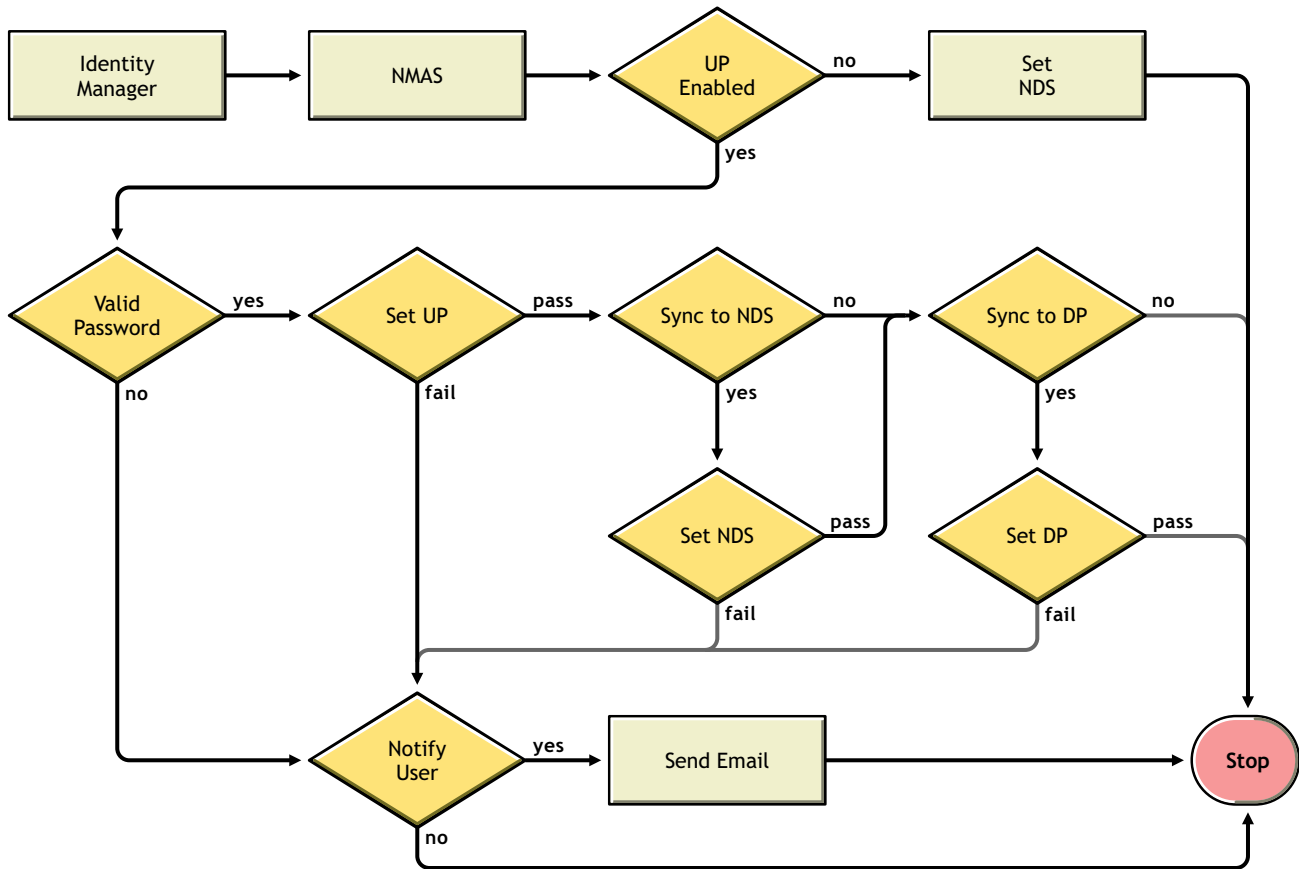 Identity
Manager
NMAS
UP
Enabled
no
Set
NDS
yes
Valid
Password
yes
Set UP
pass
Sync to NDS
no
Sync to DP
no
no
fail
yes
yes
Set NDS
pass
Set DP
pass
fail
fail
Notify
User
yes
Send Email
Stop
no